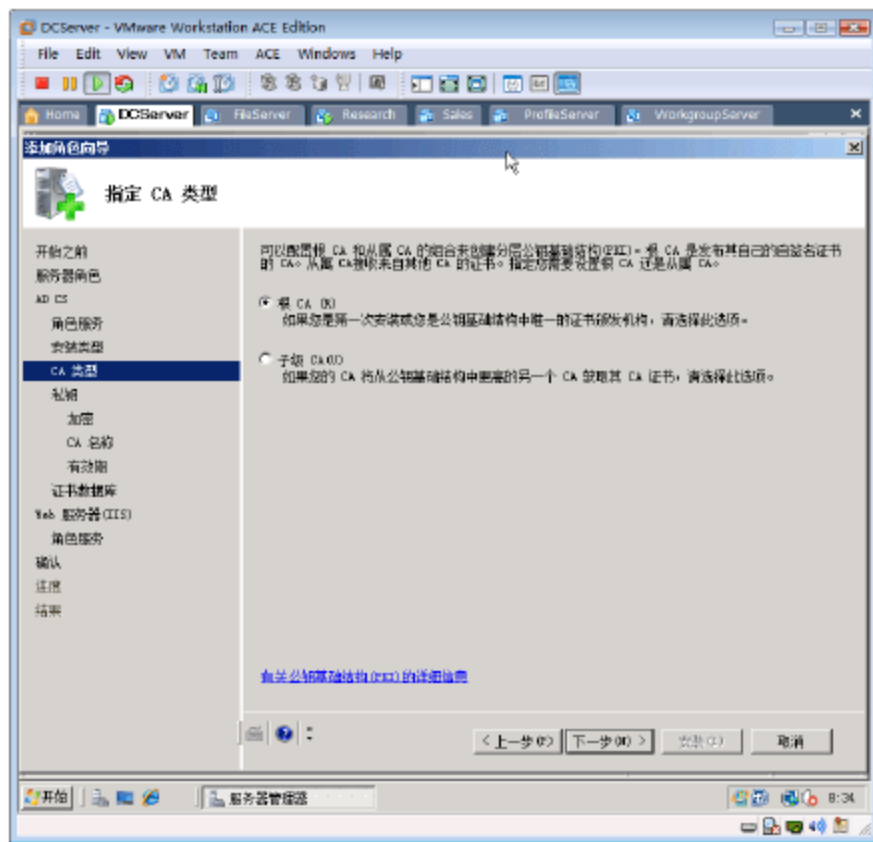 DCServer - VMware Workstation ACE Edition
File Edit View VM Team ACE Windows Help
Home DCServer FileServer Research Sales ProfileServer WorkgroupServer
添加角色向导
指定 CA 类型
开始之前
服务器角色
AD CS
角色服务
安装类型
CA 类型
私钥
加密
CA 名称
有效期
证书数据库
Web 服务器(IIS)
角色服务
确认
进度
结果
可以配置根 CA 和从属 CA 的组合来创建分层公钥基础结构(PKI)。根 CA 是发布其自己的自签名证书
的 CA。从属 CA接收来自其他 CA 的证书。指定您需要设置根 CA 还是从属 CA。
根 CA (R)
如果您是第一次安装或您是公钥基础结构中唯一的证书颁发机构，请选择此选项。
子级 CA(U)
如果您的 CA 将从公钥基础结构中更高的另一个 CA 获取其 CA 证书，请选择此选项。
有关公钥基础结构(PKI)的详细信息
<上一步(P) 下一步(N) > 安装(I) 取消
开始 服务器管理器 8:34